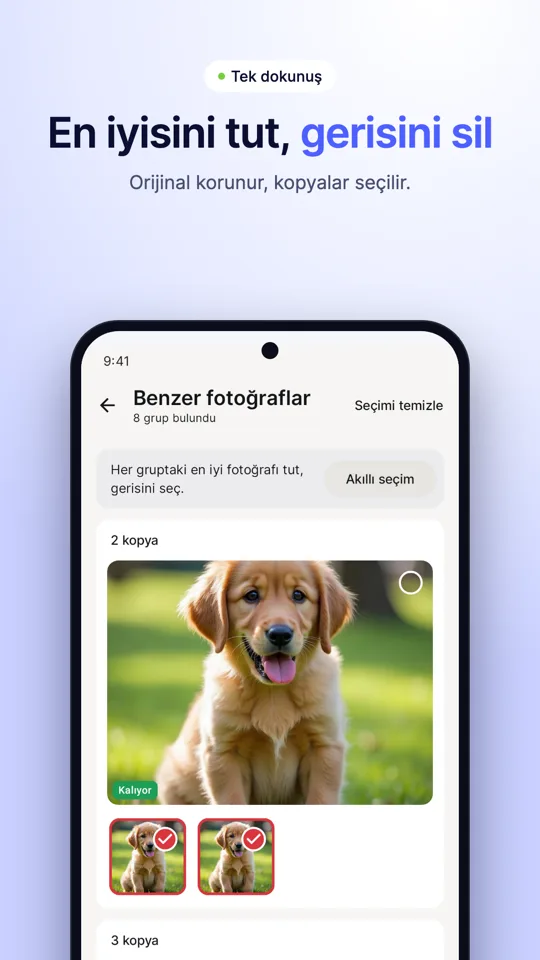 Tek dokunuş
En iyisini tut, gerisini sil
Orijinal korunur, kopyalar seçilir.
9:41
Benzer fotoğraflar
8 grup bulundu
Seçimi temizle
Her gruptaki en iyi fotoğrafı tut,
gerisini seç.
Akıllı seçim
2 kopya
Kalıyor
3 kopya